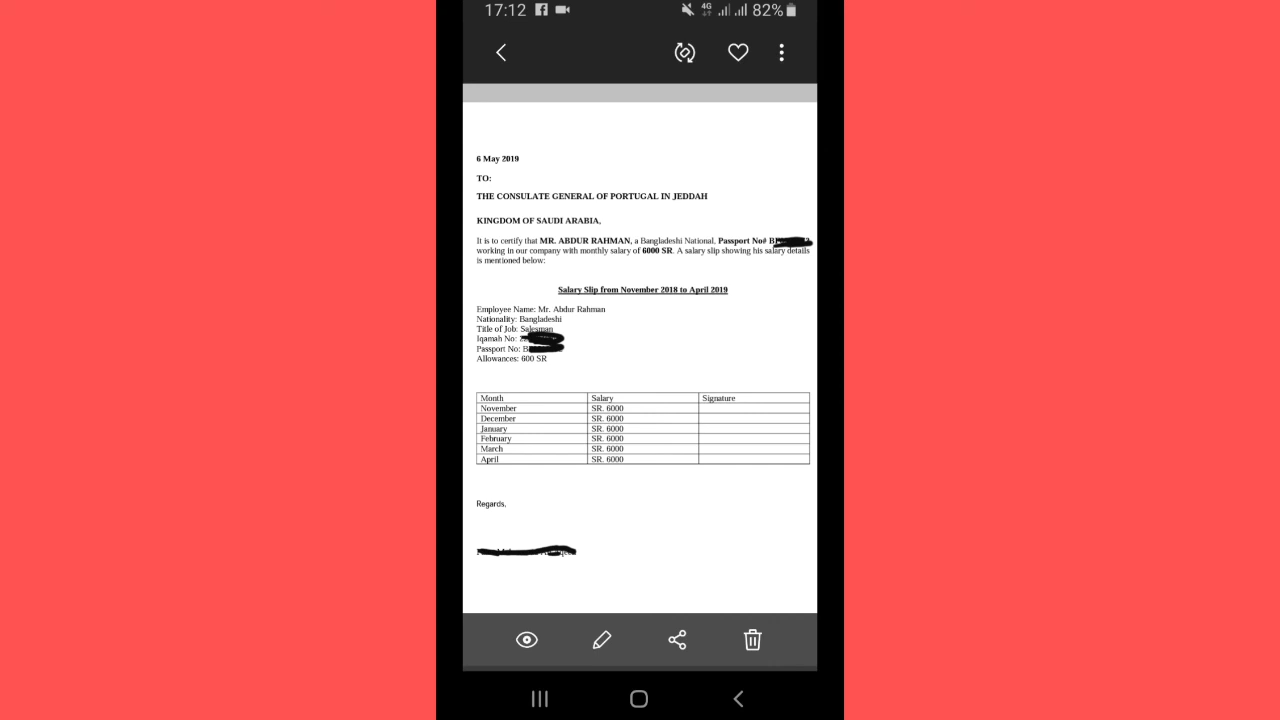 17:12 4G 82%
6 May 2019
TO:
THE CONSULATE GENERAL OF PORTUGAL IN JEDDAH
KINGDOM OF SAUDI ARABIA,
It is to certify that MR. ABDUR RAHMAN, a Bangladeshi National, Passport No# B
working in our company with monthly salary of 6000 SR. A salary slip showing his salary details
is mentioned below:
Salary Slip from November 2018 to April 2019
Employee Name: Mr. Abdur Rahman
Nationality: Bangladeshi
Title of Job: Salesman
Iqamah No:
Passport No: B
Allowances: 600 SR
Month Salary Signature
November SR. 6000
December SR. 6000
January SR. 6000
February SR. 6000
March SR. 6000
April SR. 6000
Regards,